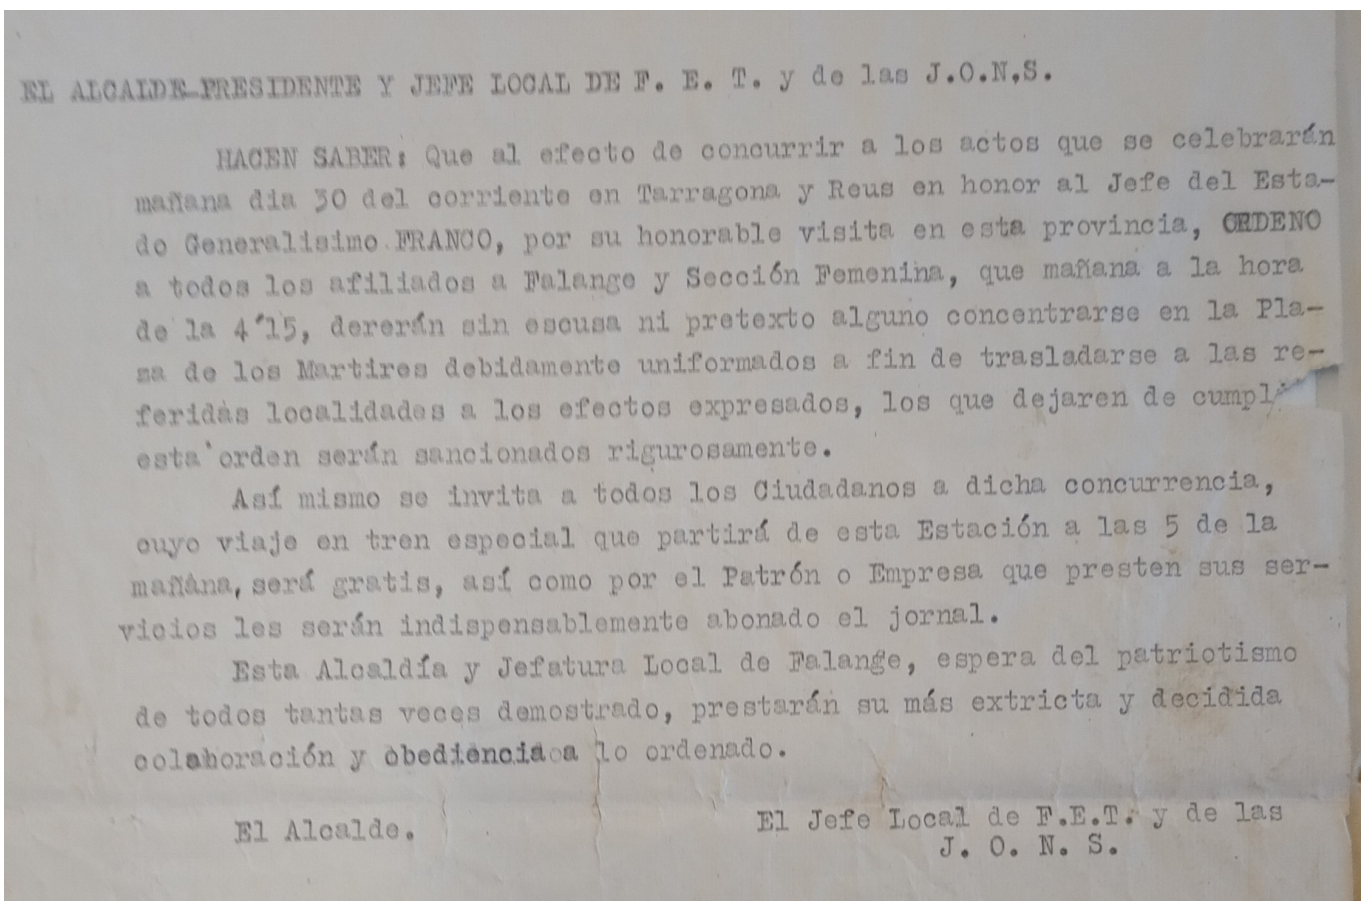 EL ALCALDE-PRESIDENTE Y JEFE LOCAL DE F. E. T. y de las J.O.N.S.
HACEN SABER: Que al efecto de concurrir a los actos que se celebrarán
mañana dia 30 del corriente en Tarragona y Reus en honor al Jefe del Esta-
do Generalisimo FRANCO, por su honorable visita en esta provincia, ORDENO
a todos los afiliados a Falange y Sección Femenina, que mañana a la hora
de la 4'15, dererán sin escusa ni pretexto alguno concentrarse en la Pla-
sa de los Martires debidamente uniformados a fin de trasladarse a las re-
feridas localidades a los efectos expresados, los que dejaren de cumpli
esta orden serán sancionados rigurosamente.
Así mismo se invita a todos los Ciudadanos a dicha concurrencia,
cuyo viaje en tren especial que partirá de esta Estación a las 5 de la
mañana, será gratis, así como por el Patrón o Empresa que presten sus ser-
vicios les serán indispensablemente abonado el jornal.
Esta Alcaldía y Jefatura Local de Falange, espera del patriotismo
de todos tantas veces demostrado, prestarán su más extricta y decidida
colaboración y obediencia a lo ordenado.
El Alcalde.
El Jefe Local de F.E.T. y de las
J. O. N. S.